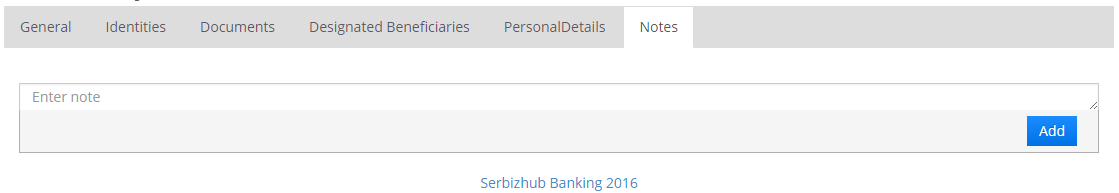 General Identities Documents Designated Beneficiaries PersonalDetails Notes
Enter note
Add
Serbizhub Banking 2016